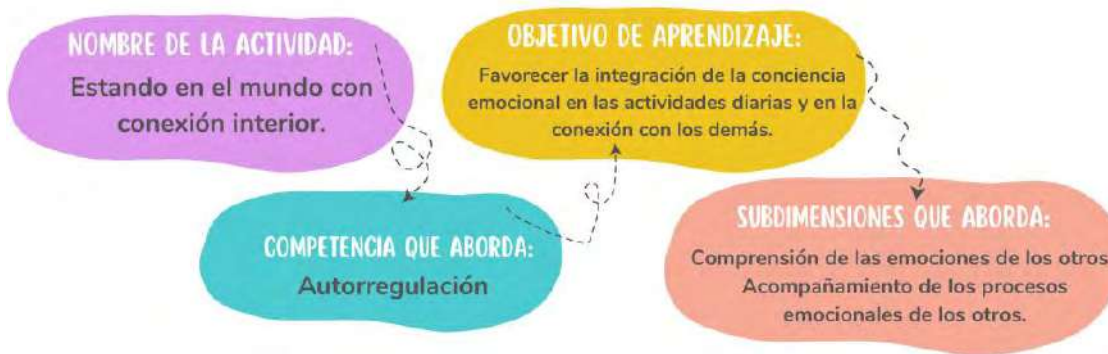 NOMBRE DE LA ACTIVIDAD:
Estando en el mundo con
conexión interior.
COMPETENCIA QUE ABORDA:
Autorregulación
OBJETIVO DE APRENDIZAJE:
Favorecer la integración de la conciencia
emocional en las actividades diarias y en la
conexión con los demás.
SUBDIMENSIONES QUE ABORDA:
Comprensión de las emociones de los otros
Acompañamiento de los procesos
emocionales de los otros.